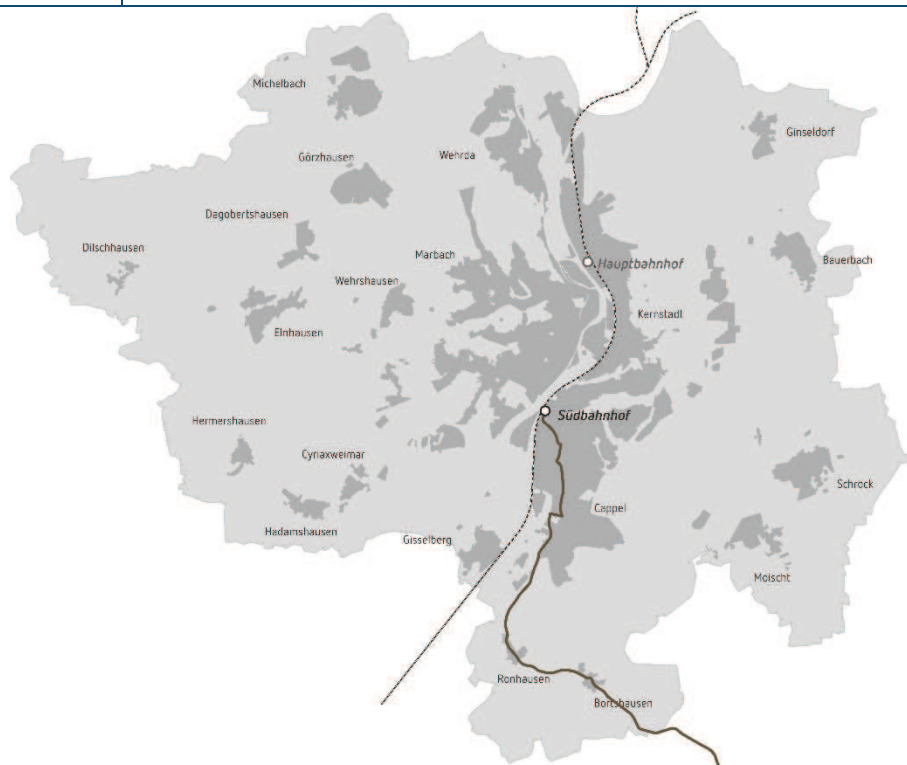 Michelbach
Ginseldorf
Wehrda
Görzhausen
Dagobertshausen
Dilschhausen
Marbach
Hauptbahnhof
Bauerbach
Wehrshausen
Kernstadt
Elnhausen
Südbahnhof
Hermershausen
Cyriaxweimar
Schröck
Cappel
Hadamshausen
Gisselberg
Moischt
Ronhausen
Bortshausen